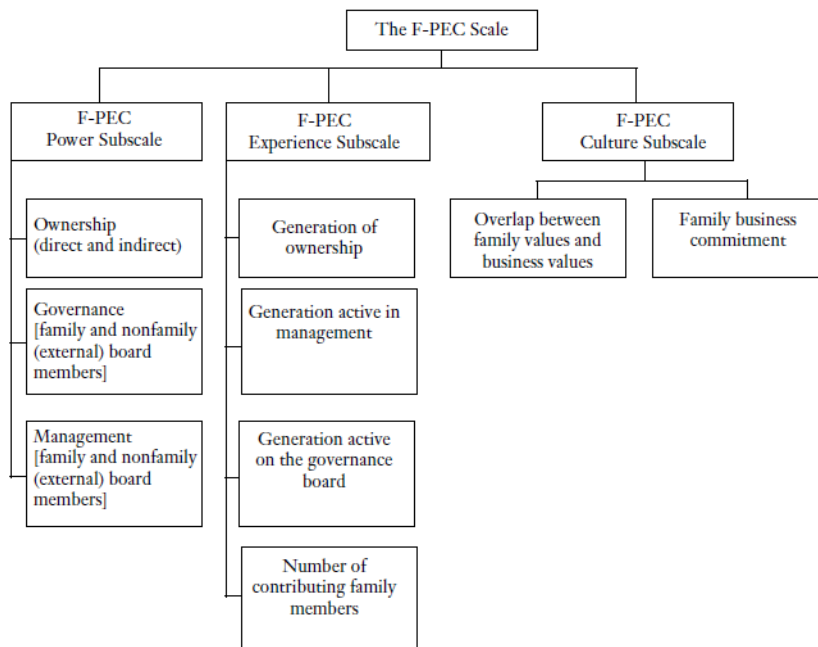 The F-PEC Scale
F-PEC
Power Subscale
Ownership
(direct and indirect)
Governance
[family and nonfamily
(external) board
members]
Management
[family and nonfamily
(external) board
members]
F-PEC
Experience Subscale
Generation of
ownership
Generation active in
management
Generation active
on the governance
board
Number of
contributing family
members
F-PEC
Culture Subscale
Overlap between
family values and
business values
Family business
commitment